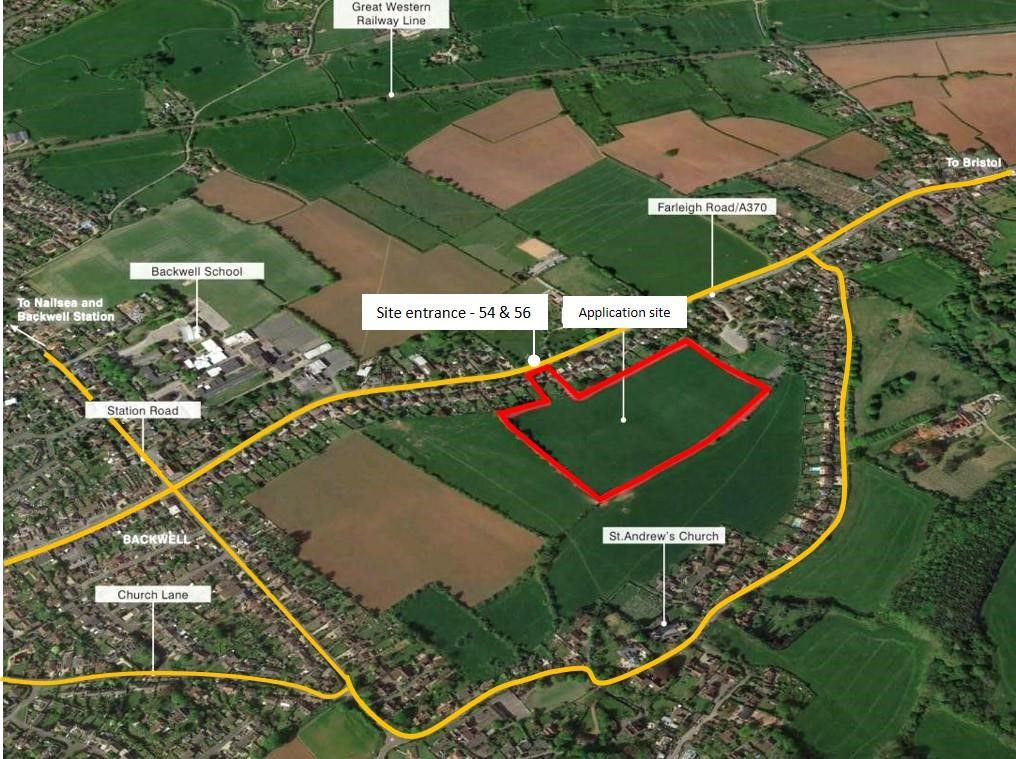 Great Western
Railway Line
To Bristol
Farleigh Road/A370
Backwell School
To Nailsea and
Backwell Station
Site entrance - 54 & 56
Application site
Station Road
St.Andrew's Church
BACKWELL
Church Lane